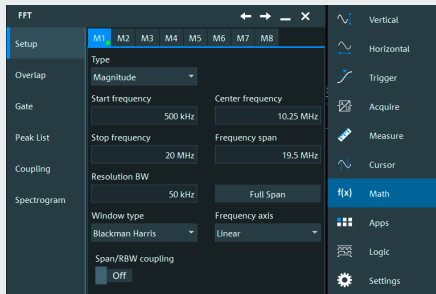 FFT
Setup
Overlap
Gate
Peak List
Coupling
Spectrogram
M1 M2 M3 M4 M5 M6 M7 M8
Type
Magnitude
Start frequency Center frequency
500 kHz 10.25 MHz
Stop frequency Frequency span
20 MHz 19.5 MHz
Resolution BW
50 kHz Full Span
Window type Frequency axis
Blackman Harris Linear
Span/RBW coupling
Off
Vertical
Horizontal
Trigger
Acquire
Measure
Cursor
f(x) Math
Apps
Logic
Settings